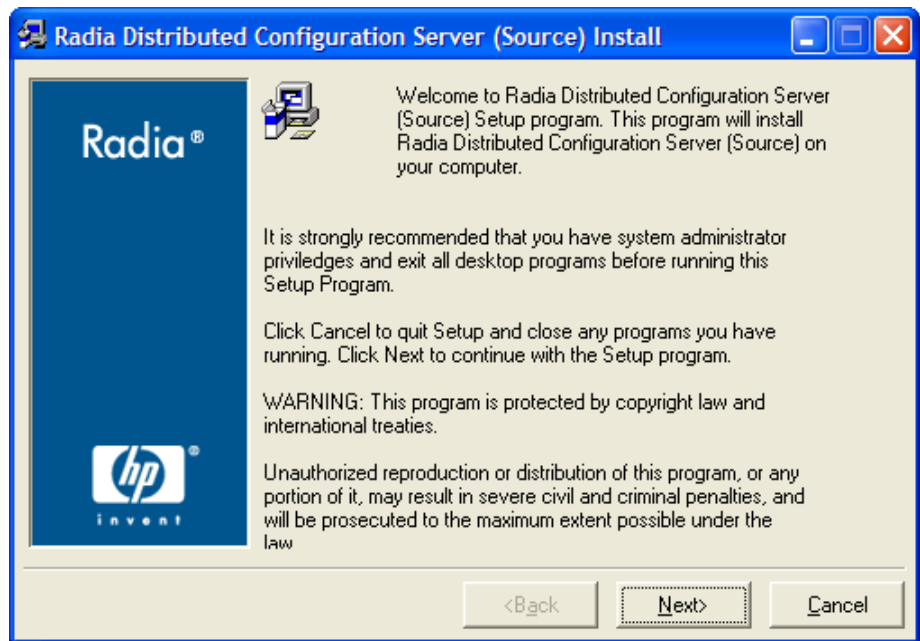 Radia Distributed Configuration Server (Source) Install
Radia®
Welcome to Radia Distributed Configuration Server
(Source) Setup program. This program will install
Radia Distributed Configuration Server (Source) on
your computer.
It is strongly recommended that you have system administrator
priviledges and exit all desktop programs before running this
Setup Program.
Click Cancel to quit Setup and close any programs you have
running. Click Next to continue with the Setup program.
WARNING: This program is protected by copyright law and
international treaties.
Unauthorized reproduction or distribution of this program, or any
portion of it, may result in severe civil and criminal penalties, and
will be prosecuted to the maximum extent possible under the
law
hp®
invent
<Back
Next>
Cancel